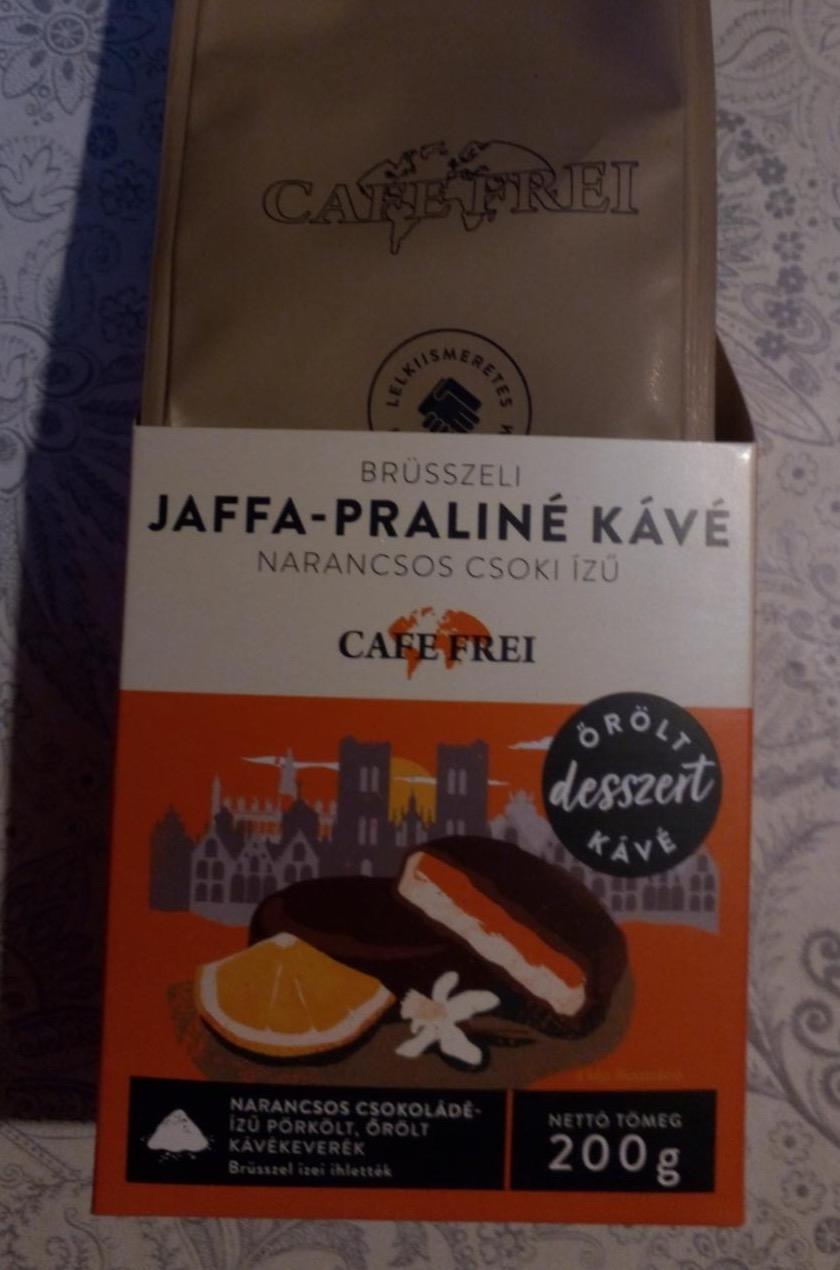 CAFE FREI
LELKIISMERETES
BRÜSSZELI
JAFFA-PRALINÉ KÁVÉ
NARANCSOS CSOKI ÍZŰ
CAFE FREI
ŐRÖLT
desszert
KÁVÉ
NARANCSOS CSOKOLÁDÉ-
ÍZŰ PÖRKÖLT, ŐRÖLT
KÁVÉKEVERÉK
Brüsszel ízei ihlették
NETTÓ TÖMEG
200g